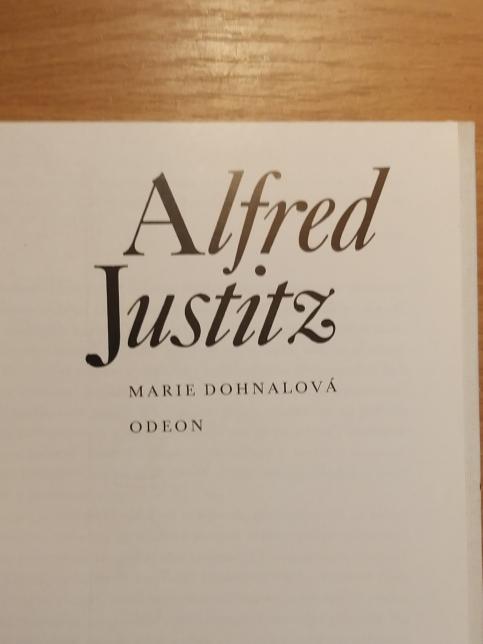 Alfred
Justitz
MARIE DOHNALOVÁ
ODEON